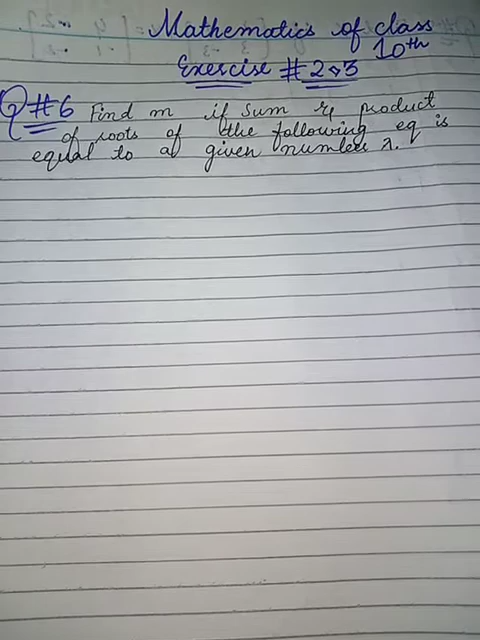 Mathematics of class
10th
Exercise # 2.3
Q#6 Find m if sum & product
of roots of the following eq is
equal to a given number λ.